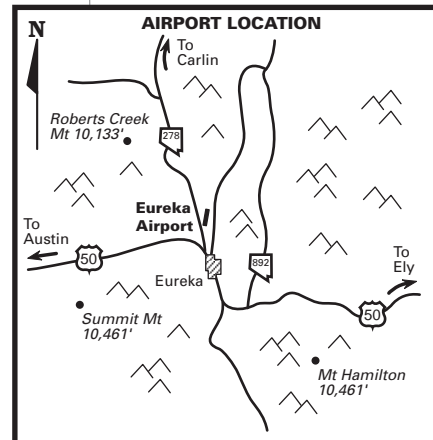 AIRPORT LOCATION
N
To
Carlin
Roberts Creek
Mt 10,133'
278
Eureka
Airport
To
Austin
50
Eureka
892
To
Ely
50
Summit Mt
10,461'
Mt Hamilton
10,461'